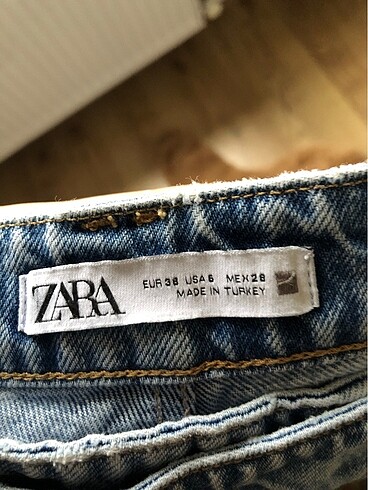 ZARA
EUR 38 USA 6 MEX 28
MADE IN TURKEY